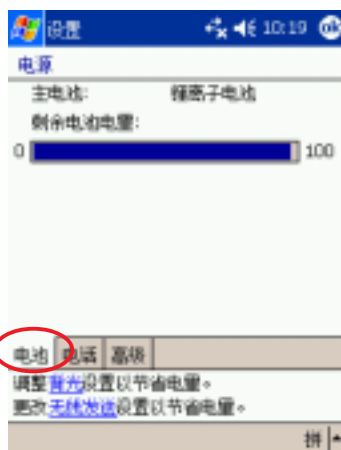 设置 10:19 ok
电源
主电池: 锂离子电池
剩余电池电量:
0 100
电池 电话 高级
调整背光设置以节省电量。
更改无线发送设置以节省电量。
拼